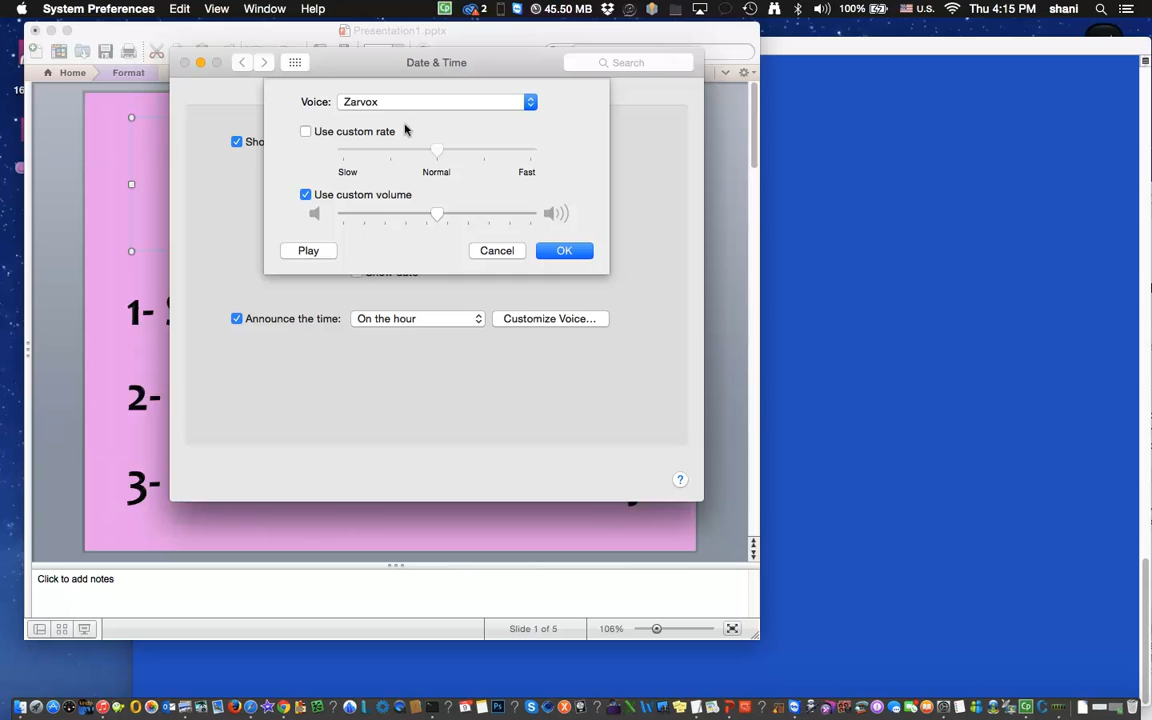 System Preferences Edit View Window Help 2 45.50 MB 100% U.S. Thu 4:15 PM shani
Presentation1.pptx
Home Format
Date & Time
Search
Voice: Zarvox
Use custom rate
Sho
Slow Normal Fast
Use custom volume
Play Cancel OK
Announce the time: On the hour Customize Voice...
1-
2-
3-
?
Click to add notes
Slide 1 of 5 106%